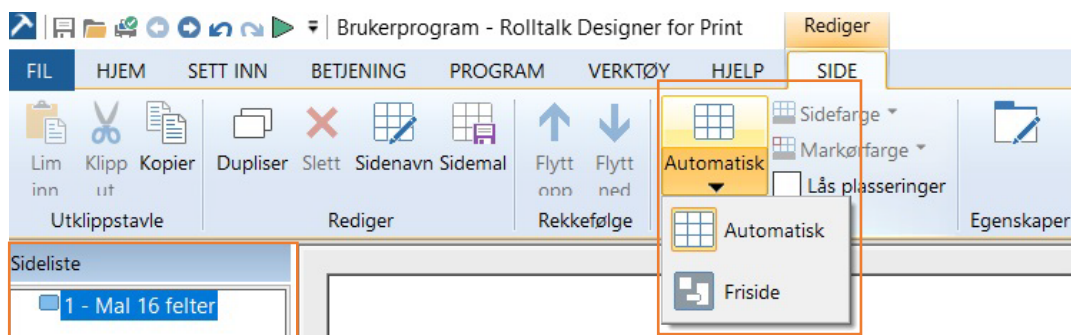 Brukerprogram - Rolltalk Designer for Print
Rediger
FIL HJEM SETT INN BETJENING PROGRAM VERKTØY HJELP SIDE
Lim inn
Klipp ut
Kopier
Dupliser
Slett
Sidenavn
Sidemal
Flytt opp
Flytt ned
Automatisk
Sidefarge
Markørfarge
Lås plasseringer
Utklippstavle
Rediger
Rekkefølge
Egenskaper
Automatisk
Friside
Sideliste
1 - Mal 16 felter